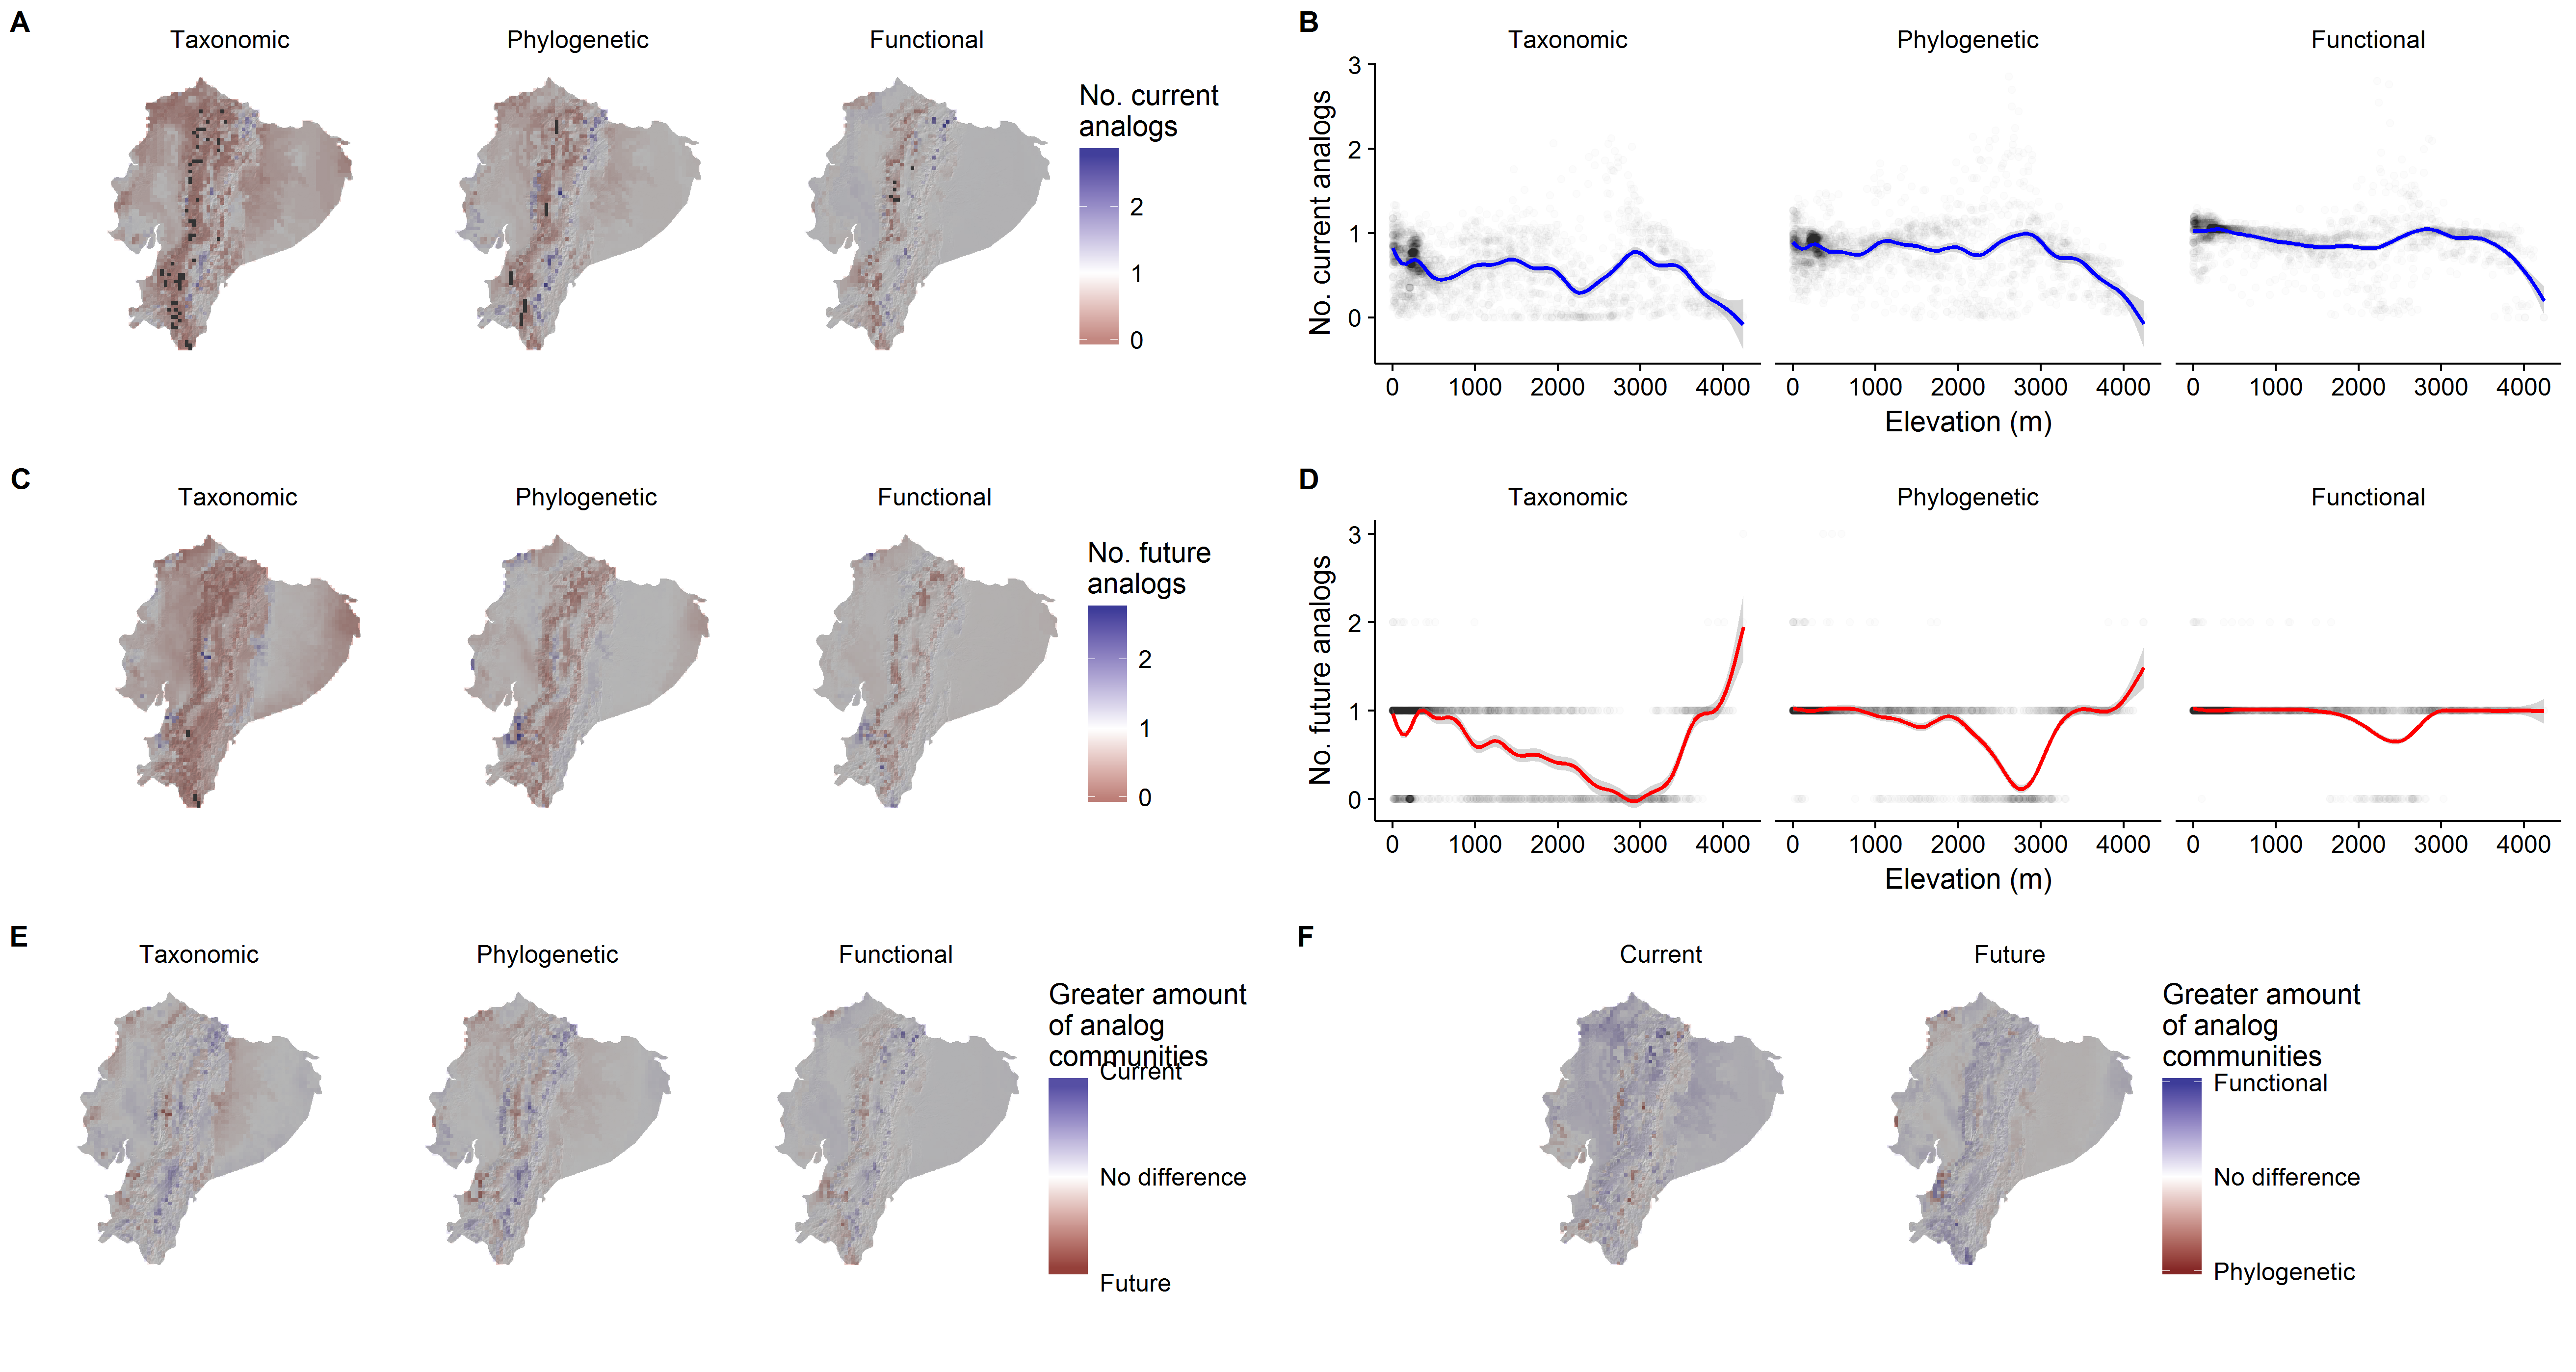 A
Taxonomic
Phylogenetic
Functional
No. current
analogs
2
1
0
B
Taxonomic
Phylogenetic
Functional
No. current analogs
3
2
1
0
0 1000 2000 3000 4000
0 1000 2000 3000 4000
0 1000 2000 3000 4000
Elevation (m)
C
Taxonomic
Phylogenetic
Functional
No. future
analogs
2
1
0
D
Taxonomic
Phylogenetic
Functional
No. future analogs
3
2
1
0
0 1000 2000 3000 4000
0 1000 2000 3000 4000
0 1000 2000 3000 4000
Elevation (m)
E
Taxonomic
Phylogenetic
Functional
Greater amount
of analog
communities
Current
No difference
Future
F
Current
Future
Greater amount
of analog
communities
Functional
No difference
Phylogenetic